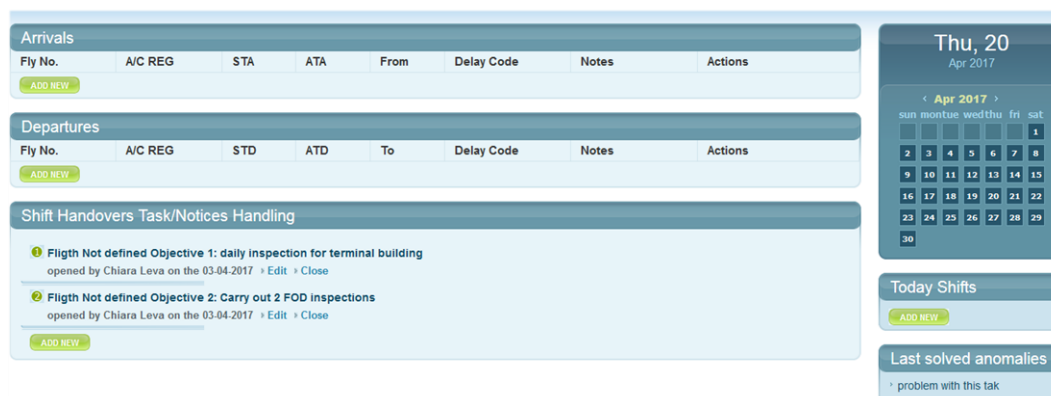 Arrivals
Fly No. A/C REG STA ATA From Delay Code Notes Actions
ADD NEW
Departures
Fly No. A/C REG STD ATD To Delay Code Notes Actions
ADD NEW
Shift Handovers Task/Notices Handling
1 Fligth Not defined Objective 1: daily inspection for terminal building
opened by Chiara Leva on the 03-04-2017 › Edit › Close
2 Fligth Not defined Objective 2: Carry out 2 FOD inspections
opened by Chiara Leva on the 03-04-2017 › Edit › Close
ADD NEW
Thu, 20
Apr 2017
‹ Apr 2017 ›
sun mon tue wed thu fri sat
1
2 3 4 5 6 7 8
9 10 11 12 13 14 15
16 17 18 19 20 21 22
23 24 25 26 27 28 29
30
Today Shifts
ADD NEW
Last solved anomalies
› problem with this tak